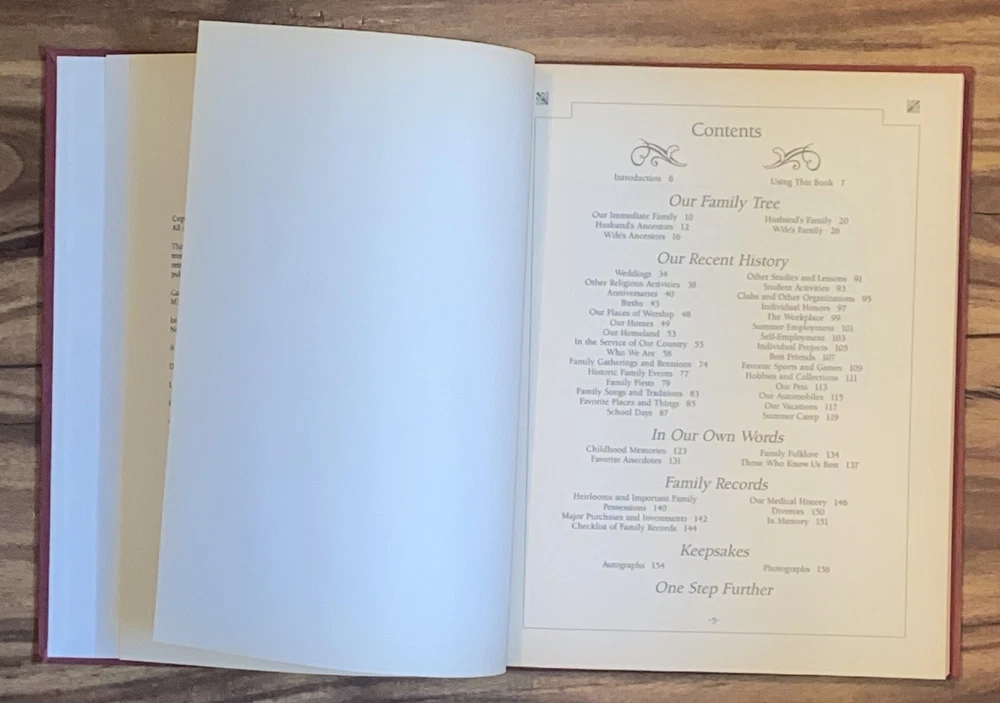 All
Contents
Introduction 6
Using This Book 7
Our Family Tree
Our Immediate Family 10
Husband's Ancestors 12
Wife's Ancestors 16
Husband's Family 20
Wife's Family 26
Our Recent History
Weddings 34
Other Religious Activities 38
Anniversaries 40
Births 45
Our Places of Worship 48
Our Homes 49
Our Homeland 53
In the Service of Our Country 55
Who We Are 58
Family Gatherings and Reunions 74
Historic Family Events 77
Family Firsts 79
Family Songs and Traditions 83
Favorite Places and Things 85
School Days 87
Other Studies and Lessons 91
Student Activities 93
Clubs and Other Organizations 95
Individual Honors 97
The Workplace 99
Summer Employment 101
Self-Employment 103
Individual Projects 105
Best Friends 107
Favorite Sports and Games 109
Hobbies and Collections 111
Our Pets 113
Our Automobiles 115
Our Vacations 117
Summer Camp 119
In Our Own Words
Childhood Memories 123
Favorite Anecdotes 131
Family Folklore 134
Those Who Know Us Best 137
Family Records
Heirlooms and Important Family
Possessions 140
Major Purchases and Investments 142
Checklist of Family Records 144
Our Medical History 146
Divorces 150
In Memory 151
Keepsakes
Autographs 154
Photographs 156
One Step Further
-5-